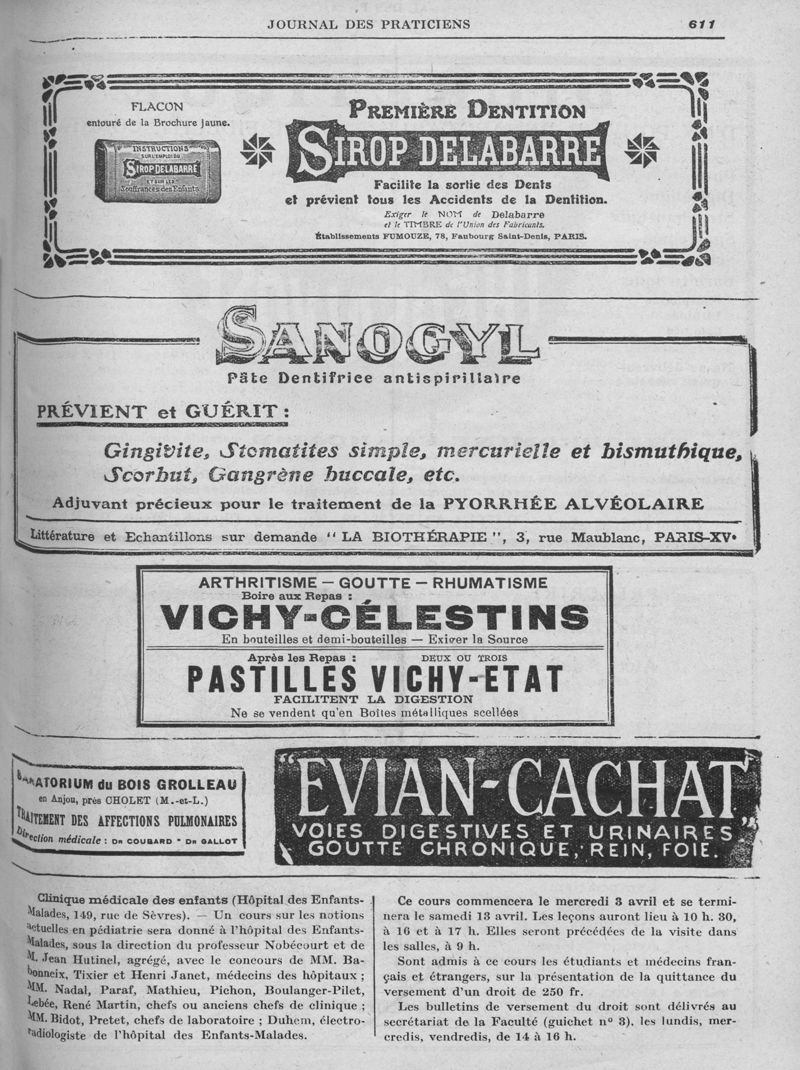 JOURNAL DES PRATICIENS 611
FLACON
entouré de la Brochure jaune.
INSTRUCTIONS
SUR L'EMPLOI DU
SIROP DELABARRE
ET SUR LES
Souffrances des Enfants
PREMIÈRE DENTITION
SIROP DELABARRE
Facilite la sortie des Dents
et prévient tous les Accidents de la Dentition.
Exiger le NOM de Delabarre
et le TIMBRE de l'Union des Fabricants.
Établissements FUMOUZE, 78, Faubourg Saint-Denis, PARIS.
SANOGYL
Pâte Dentifrice antispirillaire
PRÉVIENT et GUÉRIT :
Gingivite, Stomatites simple, mercurielle et bismuthique,
Scorbut, Gangrène buccale, etc.
Adjuvant précieux pour le traitement de la PYORRHÉE ALVÉOLAIRE
Littérature et Echantillons sur demande "LA BIOTHÉRAPIE", 3, rue Maublanc, PARIS-XVe
ARTHRITISME — GOUTTE — RHUMATISME
Boire aux Repas :
VICHY-CÉLESTINS
En bouteilles et demi-bouteilles — Exiger la Source
Après les Repas : DEUX OU TROIS
PASTILLES VICHY-ETAT
FACILITENT LA DIGESTION
Ne se vendent qu'en Boîtes métalliques scellées
SANATORIUM du BOIS GROLLEAU
en Anjou, près CHOLET (M.-et-L.)
TRAITEMENT DES AFFECTIONS PULMONAIRES
Direction médicale : DR COUBARD * DR GALLOT
"EVIAN-CACHAT"
VOIES DIGESTIVES ET URINAIRES
GOUTTE CHRONIQUE, REIN, FOIE.
Clinique médicale des enfants (Hôpital des Enfants-
Malades, 149, rue de Sèvres). — Un cours sur les notions
actuelles en pédiatrie sera donné à l'hôpital des Enfants-
Malades, sous la direction du professeur Nobécourt et de
M. Jean Hutinel, agrégé, avec le concours de MM. Ba-
bonneix, Tixier et Henri Janet, médecins des hôpitaux ;
MM. Nadal, Paraf, Mathieu, Pichon, Boulanger-Pilet,
Lebée, René Martin, chefs ou anciens chefs de clinique ;
MM. Bidot, Pretet, chefs de laboratoire ; Duhem, électro-
radiologiste de l'hôpital des Enfants-Malades.
Ce cours commencera le mercredi 3 avril et se termi-
nera le samedi 13 avril. Les leçons auront lieu à 10 h. 30,
à 16 et à 17 h. Elles seront précédées de la visite dans
les salles, à 9 h.
Sont admis à ce cours les étudiants et médecins fran-
çais et étrangers, sur la présentation de la quittance du
versement d'un droit de 250 fr.
Les bulletins de versement du droit sont délivrés au
secrétariat de la Faculté (guichet nº 3), les lundis, mer-
credis, vendredis, de 14 à 16 h.